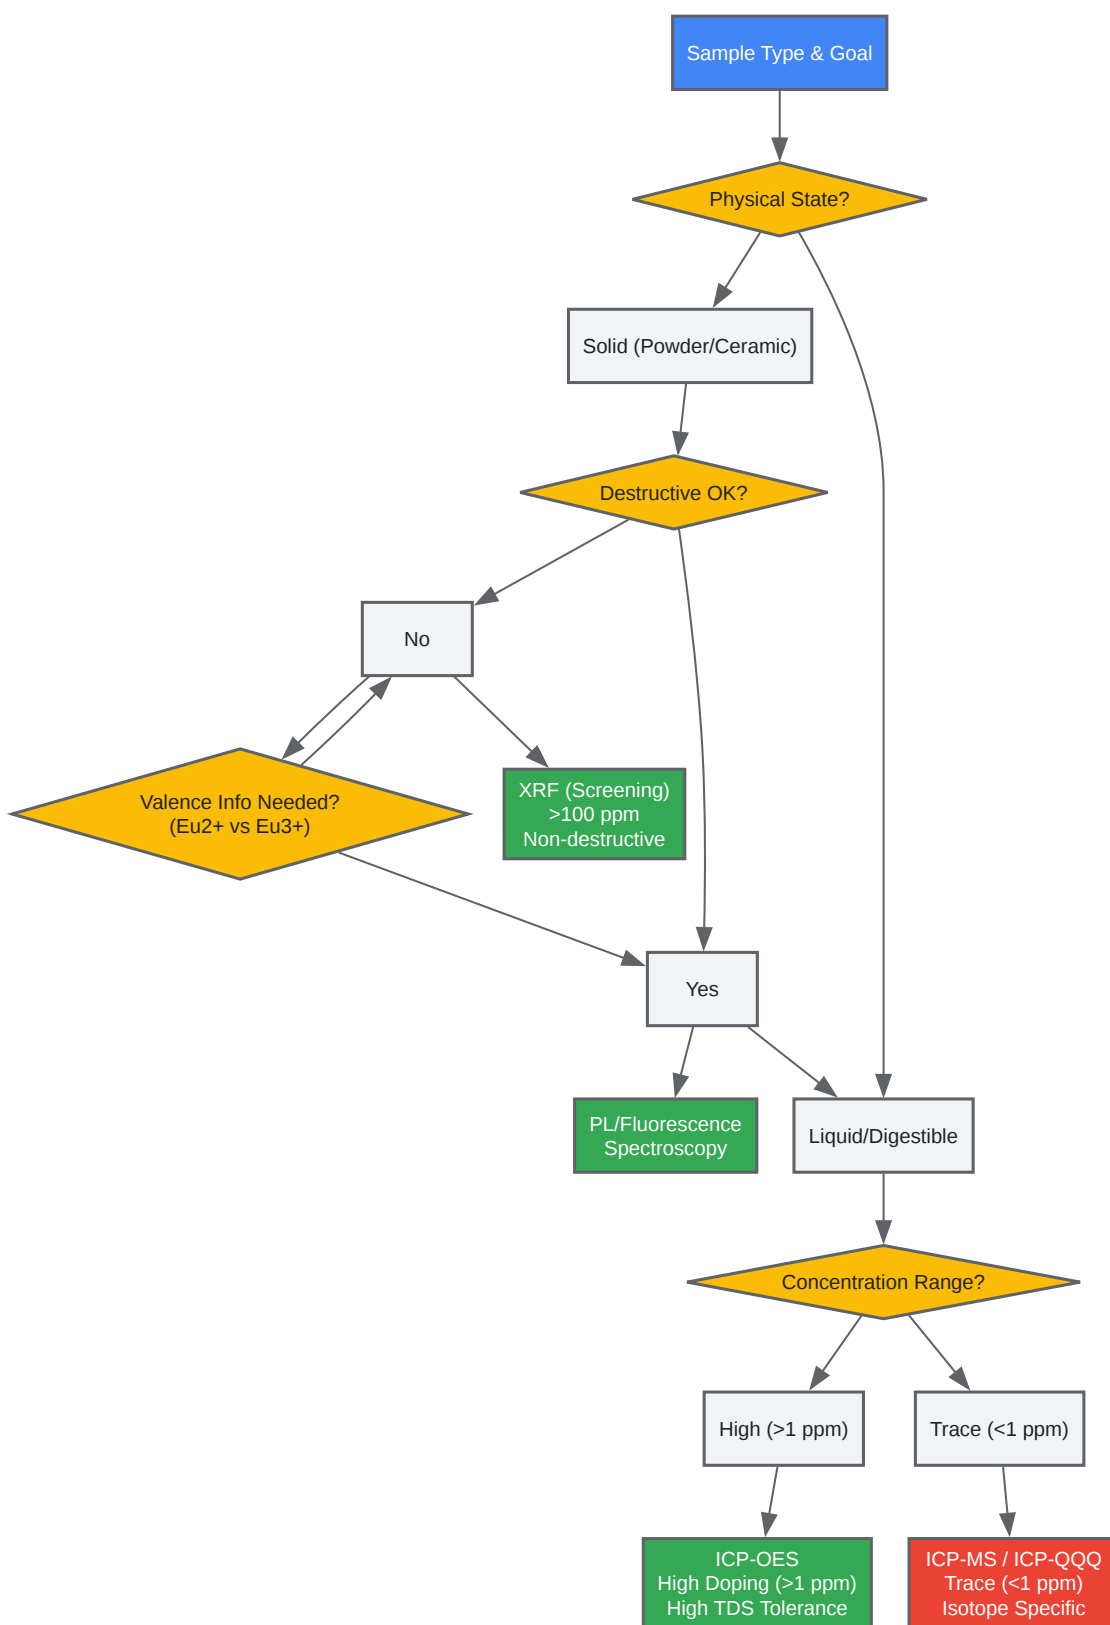 Sample Type & Goal
Physical State?
Solid (Powder/Ceramic)
Destructive OK?
No
Valence Info Needed?
(Eu2+ vs Eu3+)
XRF (Screening)
>100 ppm
Non-destructive
Yes
PL/Fluorescence
Spectroscopy
Liquid/Digestible
Concentration Range?
High (>1 ppm)
Trace (<1 ppm)
ICP-OES
High Doping (>1 ppm)
High TDS Tolerance
ICP-MS / ICP-QQQ
Trace (<1 ppm)
Isotope Specific